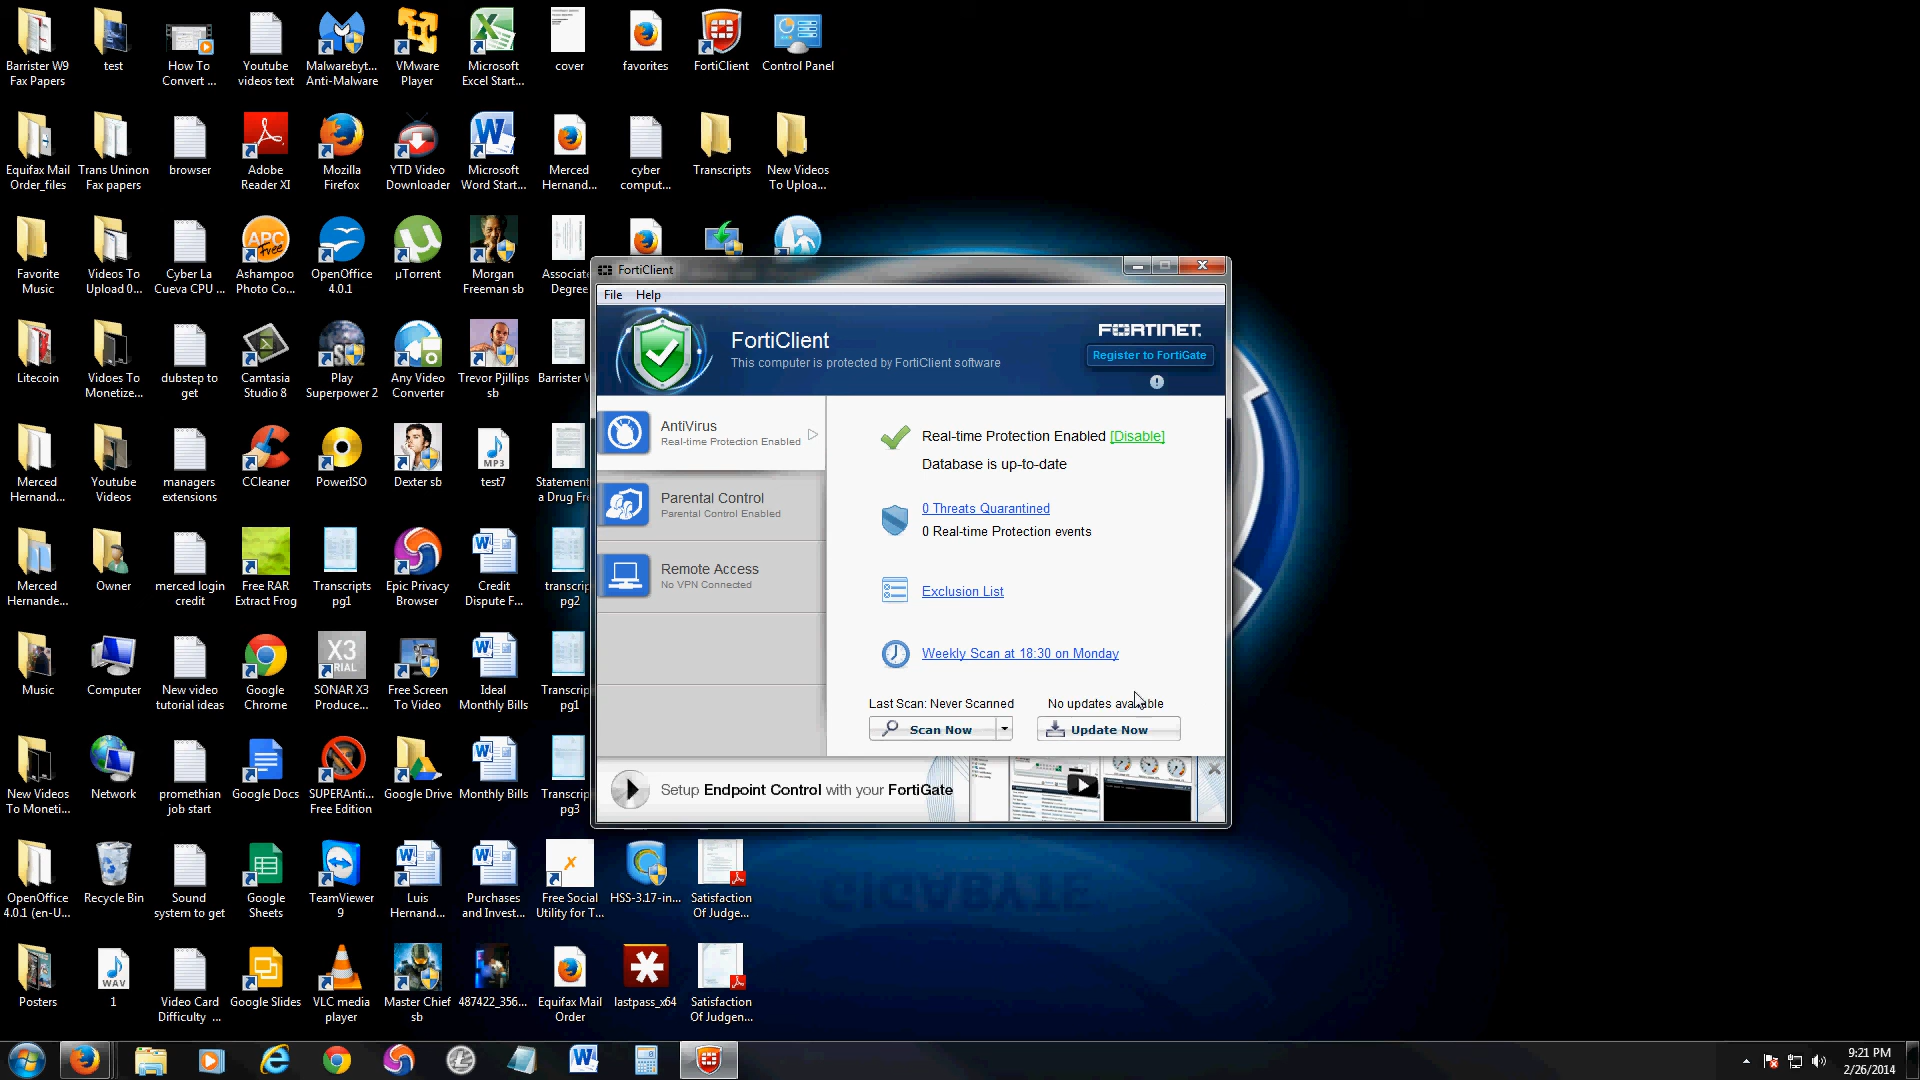 Barrister W9
Fax Papers
test
How To
Convert ...
Youtube
videos text
Malwarebyt...
Anti-Malware
VMware
Player
Microsoft
Excel Start...
cover
favorites
FortiClient
Control Panel
Equifax Mail
Order_files
Trans Uninon
Fax papers
browser
Adobe
Reader XI
Mozilla
Firefox
YTD Video
Downloader
Microsoft
Word Start...
Merced
Hernand...
cyber
comput...
Transcripts
New Videos
To Uploa...
Favorite
Music
Videos To
Upload 0...
Cyber La
Cueva CPU ...
APC
Free
Ashampoo
Photo Co...
OpenOffice
4.0.1
µTorrent
Morgan
Freeman sb
Associate
Degree
Litecoin
Vidoes To
Monetize...
dubstep to
get
Camtasia
Studio 8
Play
Superpower 2
Any Video
Converter
Trevor Pjillips
sb
Barrister W
Merced
Hernand...
Youtube
Videos
managers
extensions
CCleaner
PowerISO
Dexter sb
MP3
test7
Statement
a Drug Fre
Merced
Hernande...
Owner
merced login
credit
Free RAR
Extract Frog
Transcripts
pg1
Epic Privacy
Browser
Credit
Dispute F...
transcrip
pg2
Music
Computer
New video
tutorial ideas
Google
Chrome
X3
RIAL
SONAR X3
Produce...
Free Screen
To Video
Ideal
Monthly Bills
Transcrip
pg1
New Videos
To Moneti...
Network
promethian
job start
Google Docs
SUPERAnti...
Free Edition
Google Drive
Monthly Bills
Transcrip
pg3
OpenOffice
4.0.1 (en-U...
Recycle Bin
Sound
system to get
Google
Sheets
TeamViewer
9
Luis
Hernand...
Purchases
and Invest...
Free Social
Utility for T...
HSS-3.17-in...
Satisfaction
Of Judge...
Posters
WAV
1
Video Card
Difficulty ...
Google Slides
VLC media
player
Master Chief
sb
487422_356...
Equifax Mail
Order
lastpass_x64
Satisfaction
Of Judgen...
FortiClient
File Help
FortiClient
This computer is protected by FortiClient software
FORTINET
Register to FortiGate
AntiVirus
Real-time Protection Enabled
Parental Control
Parental Control Enabled
Remote Access
No VPN Connected
Real-time Protection Enabled [Disable]
Database is up-to-date
0 Threats Quarantined
0 Real-time Protection events
Exclusion List
Weekly Scan at 18:30 on Monday
Last Scan: Never Scanned
No updates available
Scan Now
Update Now
Setup Endpoint Control with your FortiGate
GIGABYTE
9:21 PM
2/26/2014